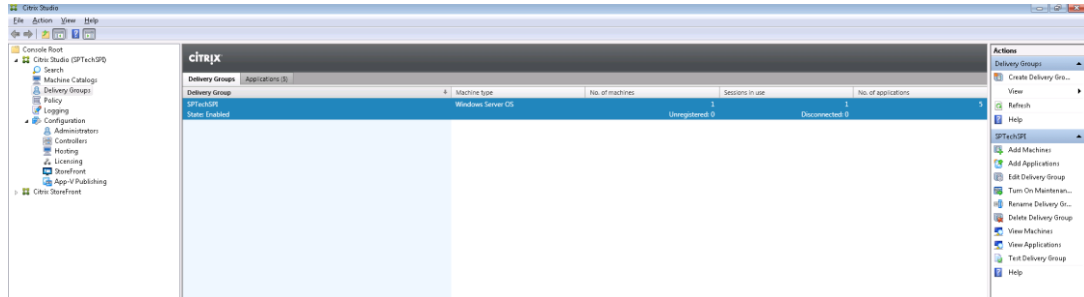 Citrix Studio
File Action View Help
Console Root
Citrix Studio (SPTechSPI)
Search
Machine Catalogs
Delivery Groups
Policy
Logging
Configuration
Administrators
Controllers
Hosting
Licensing
StoreFront
App-V Publishing
Citrix StoreFront
CITRIX
Delivery Groups Applications (5)
Delivery Group Machine type No. of machines Sessions in use No. of applications
SPTechSPI Windows Server OS 1 1 5
State: Enabled Unregistered: 0 Disconnected: 0
Actions
Delivery Groups
Create Delivery Gro...
View
Refresh
Help
SPTechSPI
Add Machines
Add Applications
Edit Delivery Group
Turn On Maintenan...
Rename Delivery Gr...
Delete Delivery Group
View Machines
View Applications
Test Delivery Group
Help